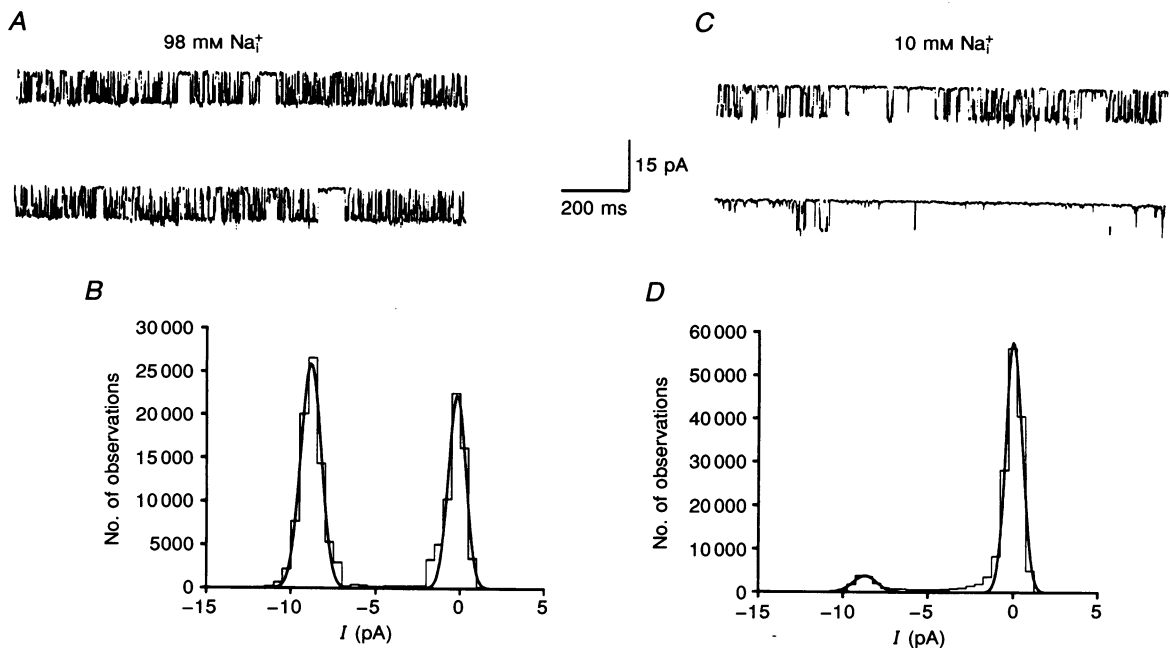 A
98 mM Na⁺ᵢ
C
10 mM Na⁺ᵢ
15 pA
200 ms
B
30 000
25 000
20 000
15 000
10 000
5000
0
No. of observations
−15
−10
−5
0
5
I (pA)
D
60 000
50 000
40 000
30 000
20 000
10 000
0
No. of observations
−15
−10
−5
0
5
I (pA)